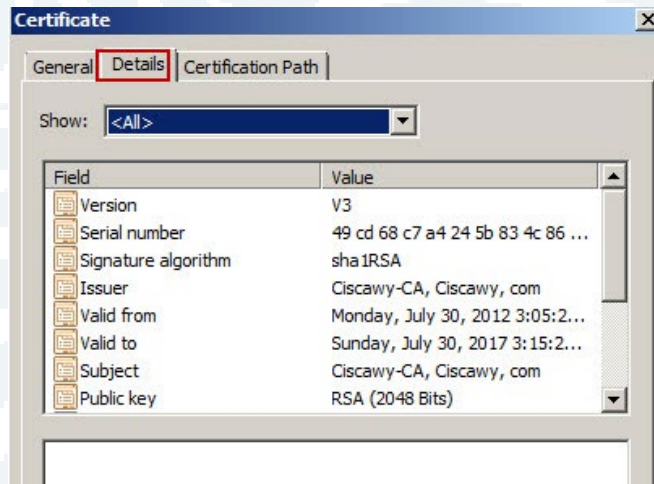 Certificate
General Details Certification Path
Show: <All>
Field Value
Version V3
Serial number 49 cd 68 c7 a4 24 5b 83 4c 86 ...
Signature algorithm sha1RSA
Issuer Ciscawy-CA, Ciscawy, com
Valid from Monday, July 30, 2012 3:05:2...
Valid to Sunday, July 30, 2017 3:15:2...
Subject Ciscawy-CA, Ciscawy, com
Public key RSA (2048 Bits)